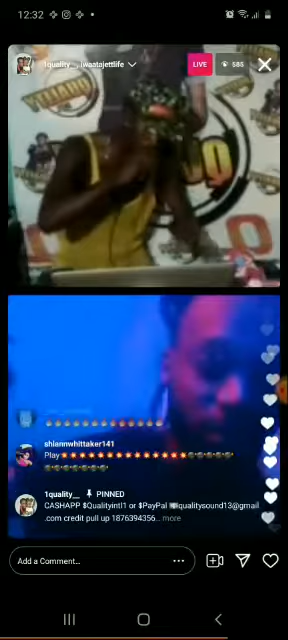 12:32
1quality__, iwaatajettlife
LIVE
585
shiannwhittaker141
Play
1quality__ PINNED
CASHAPP $Qualityintl1 or $PayPal qualitysound13@gmail
.com credit pull up 1876394356... more
Add a Comment...